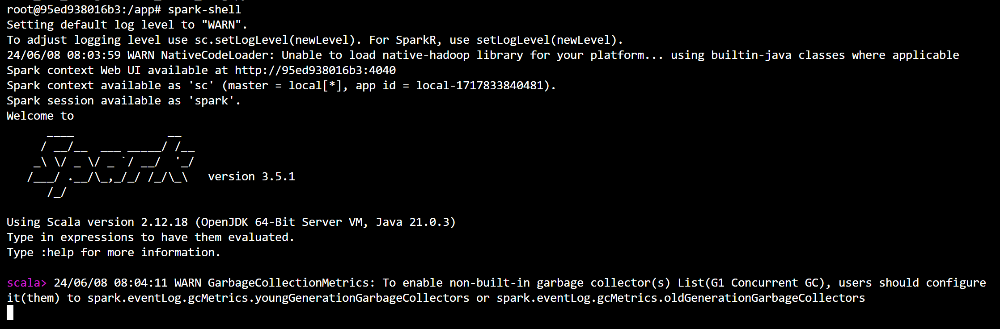 root@95ed938016b3:/app# spark-shell
Setting default log level to "WARN".
To adjust logging level use sc.setLogLevel(newLevel). For SparkR, use setLogLevel(newLevel).
24/06/08 08:03:59 WARN NativeCodeLoader: Unable to load native-hadoop library for your platform... using builtin-java classes where applicable
Spark context Web UI available at http://95ed938016b3:4040
Spark context available as 'sc' (master = local[*], app id = local-1717833840481).
Spark session available as 'spark'.
Welcome to
      ____              __
     / __/__  ___ _____/ /__
    _\ \/ _ \/ _ `/ __/  '_/
   /___/ .__/\_,_/_/ /_/\_\   version 3.5.1
      /_/
Using Scala version 2.12.18 (OpenJDK 64-Bit Server VM, Java 21.0.3)
Type in expressions to have them evaluated.
Type :help for more information.
scala> 24/06/08 08:04:11 WARN GarbageCollectionMetrics: To enable non-built-in garbage collector(s) List(G1 Concurrent GC), users should configure
it(them) to spark.eventLog.gcMetrics.youngGenerationGarbageCollectors or spark.eventLog.gcMetrics.oldGenerationGarbageCollectors